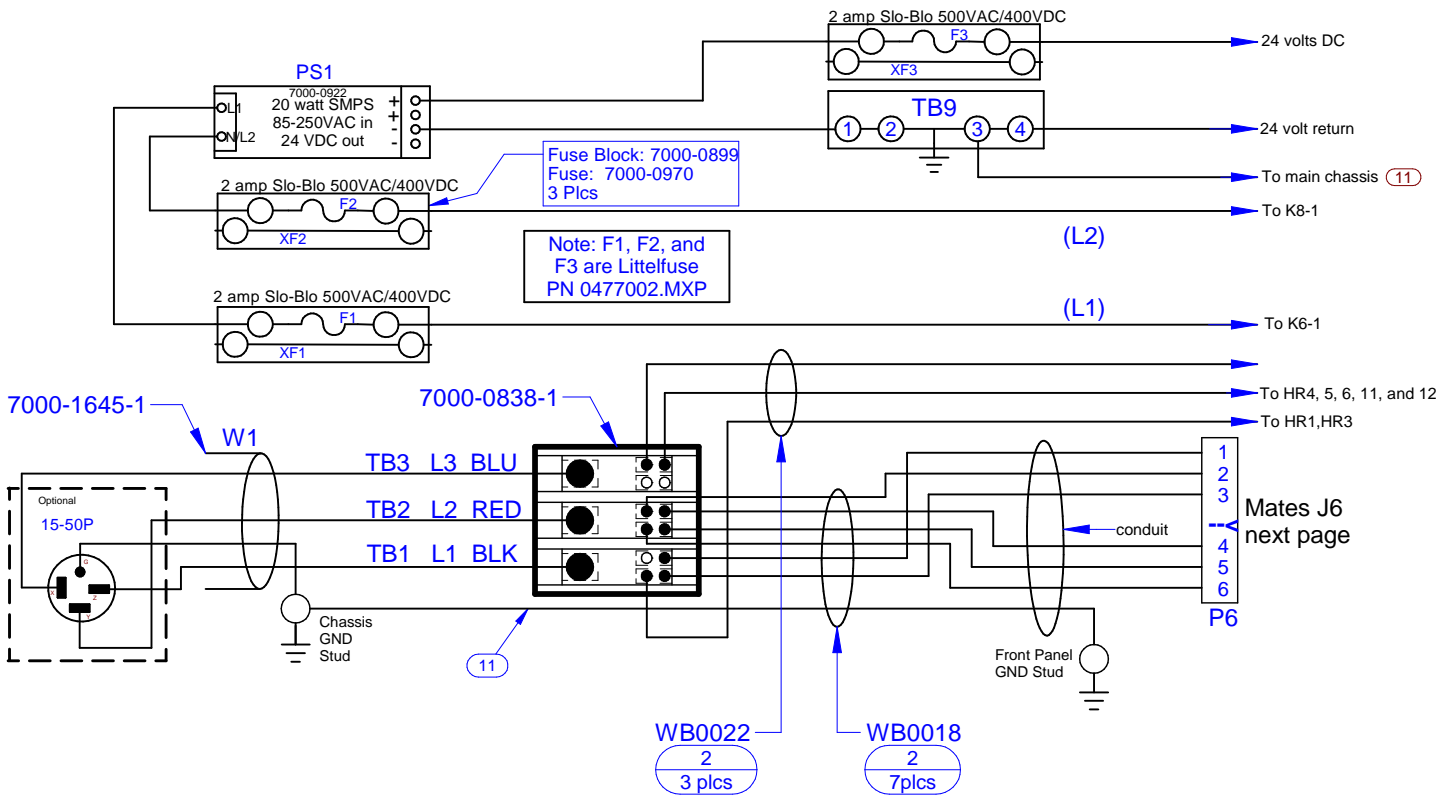 2 amp Slo-Blo 500VAC/400VDC
F3
XF3
24 volts DC
PS1
7000-0922
20 watt SMPS
85-250VAC in
24 VDC out
L1
N/L2
+
+
-
-
TB9
1
2
3
4
24 volt return
To main chassis
11
Fuse Block: 7000-0899
Fuse: 7000-0970
3 Plcs
2 amp Slo-Blo 500VAC/400VDC
F2
XF2
To K8-1
(L2)
Note: F1, F2, and
F3 are Littelfuse
PN 0477002.MXP
2 amp Slo-Blo 500VAC/400VDC
F1
XF1
(L1)
To K6-1
To HR4, 5, 6, 11, and 12
To HR1,HR3
7000-1645-1
W1
7000-0838-1
TB3 L3 BLU
TB2 L2 RED
TB1 L1 BLK
Optional
15-50P
G
X
Z
Y
Chassis
GND
Stud
11
conduit
1
2
3
4
5
6
P6
Mates J6
next page
Front Panel
GND Stud
WB0022
2
3 plcs
WB0018
2
7plcs